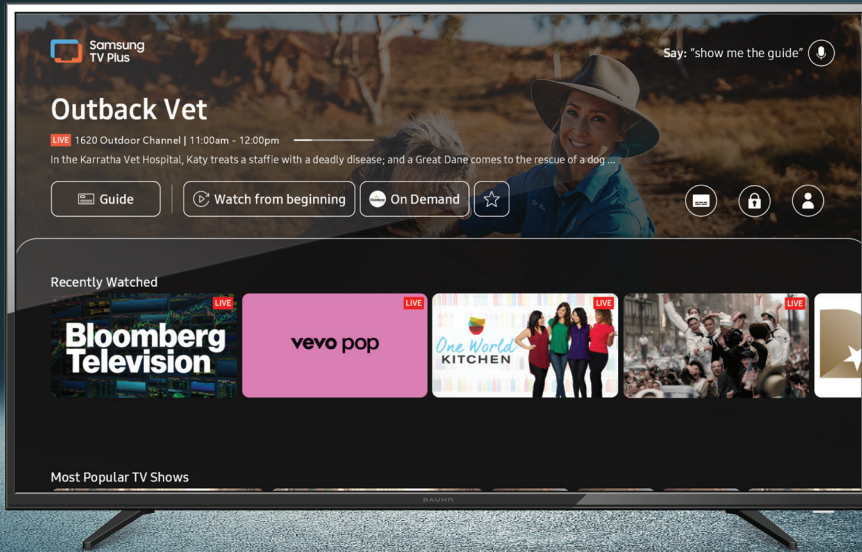 Samsung
TV Plus
Say: "show me the guide"
Outback Vet
LIVE 1620 Outdoor Channel | 11:00am - 12:00pm
In the Karratha Vet Hospital, Katy treats a staffie with a deadly disease; and a Great Dane comes to the rescue of a dog ...
Guide
Watch from beginning
Outdoor
On Demand
Recently Watched
LIVE
Bloomberg
Television
LIVE
vevo pop
LIVE
One World
KITCHEN
LIVE
Most Popular TV Shows
BAUHN